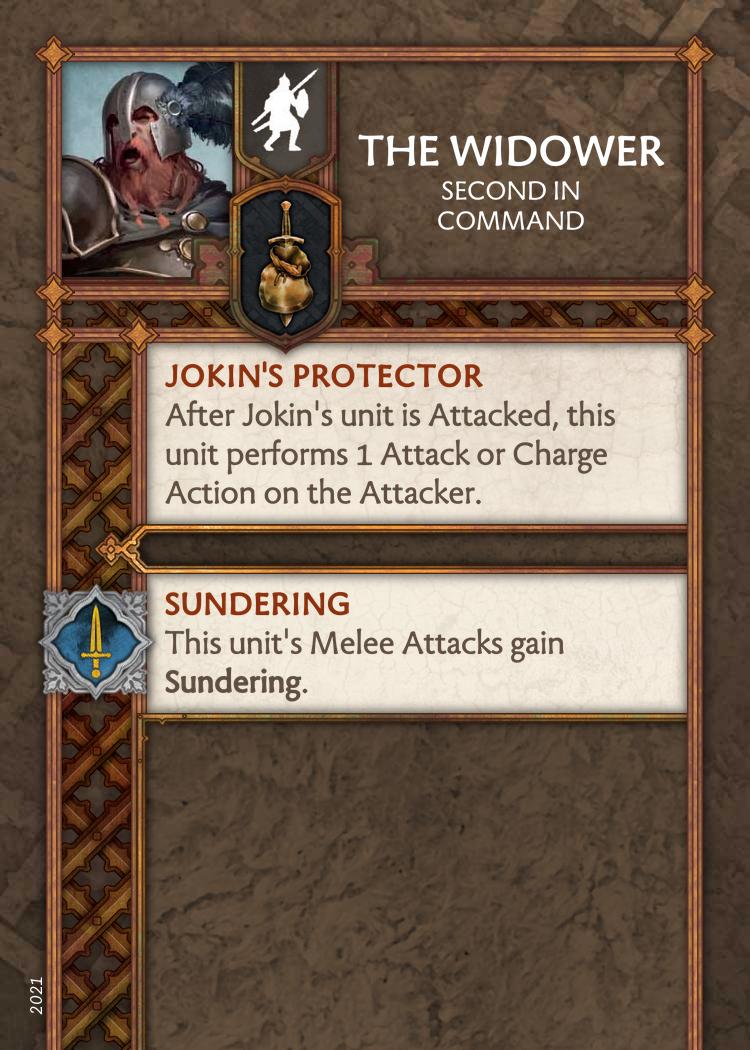 THE WIDOWER
SECOND IN
COMMAND
JOKIN'S PROTECTOR
After Jokin's unit is Attacked, this
unit performs 1 Attack or Charge
Action on the Attacker.
SUNDERING
This unit's Melee Attacks gain
Sundering.
2021